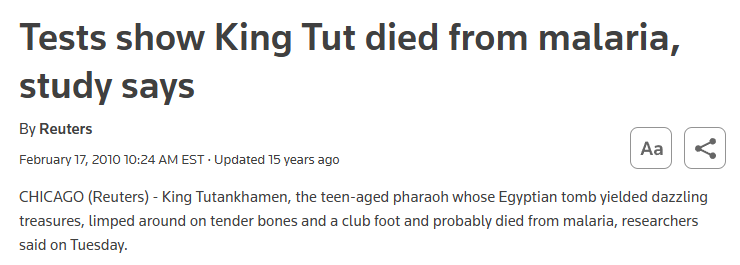 Tests show King Tut died from malaria,
study says
By Reuters
February 17, 2010 10:24 AM EST · Updated 15 years ago
Aa
CHICAGO (Reuters) - King Tutankhamen, the teen-aged pharaoh whose Egyptian tomb yielded dazzling
treasures, limped around on tender bones and a club foot and probably died from malaria, researchers
said on Tuesday.